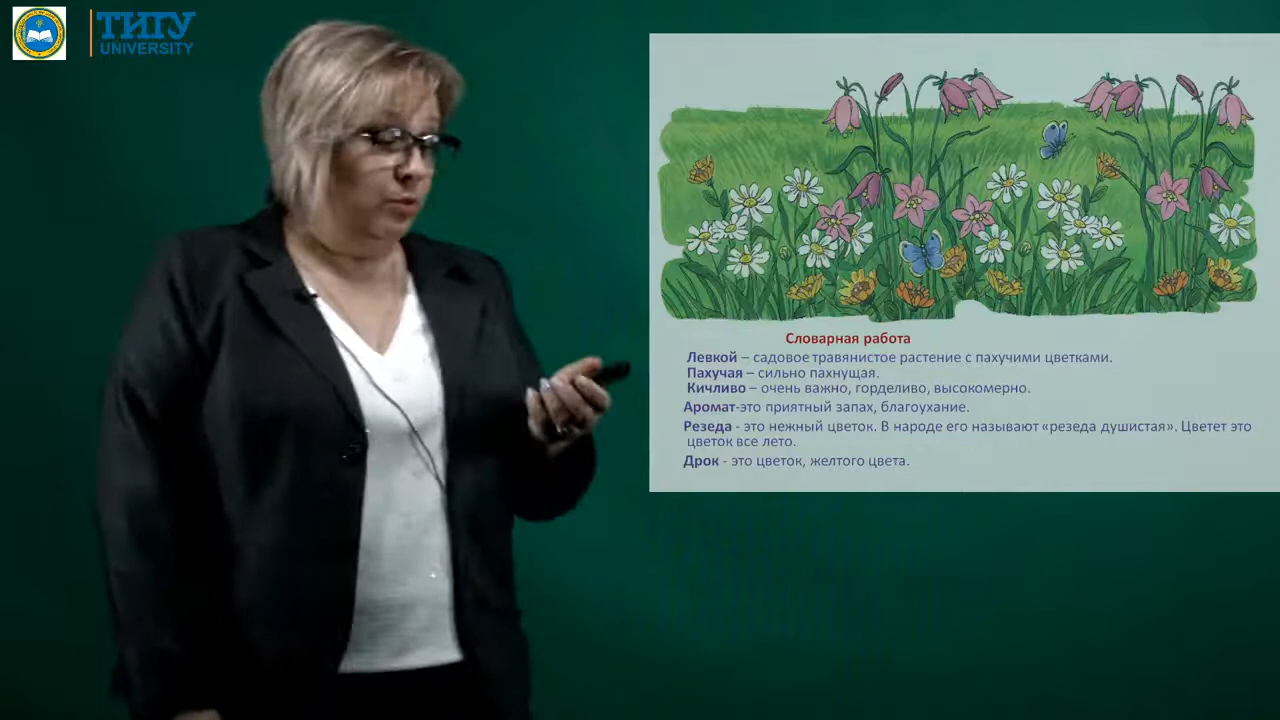 ТИГУ
UNIVERSITY
Словарная работа
Левкой – садовое травянистое растение с пахучими цветками.
Пахучая – сильно пахнущая.
Кичливо – очень важно, горделиво, высокомерно.
Аромат-это приятный запах, благоухание.
Резеда - это нежный цветок. В народе его называют «резеда душистая». Цветет это
цветок все лето.
Дрок - это цветок, желтого цвета.